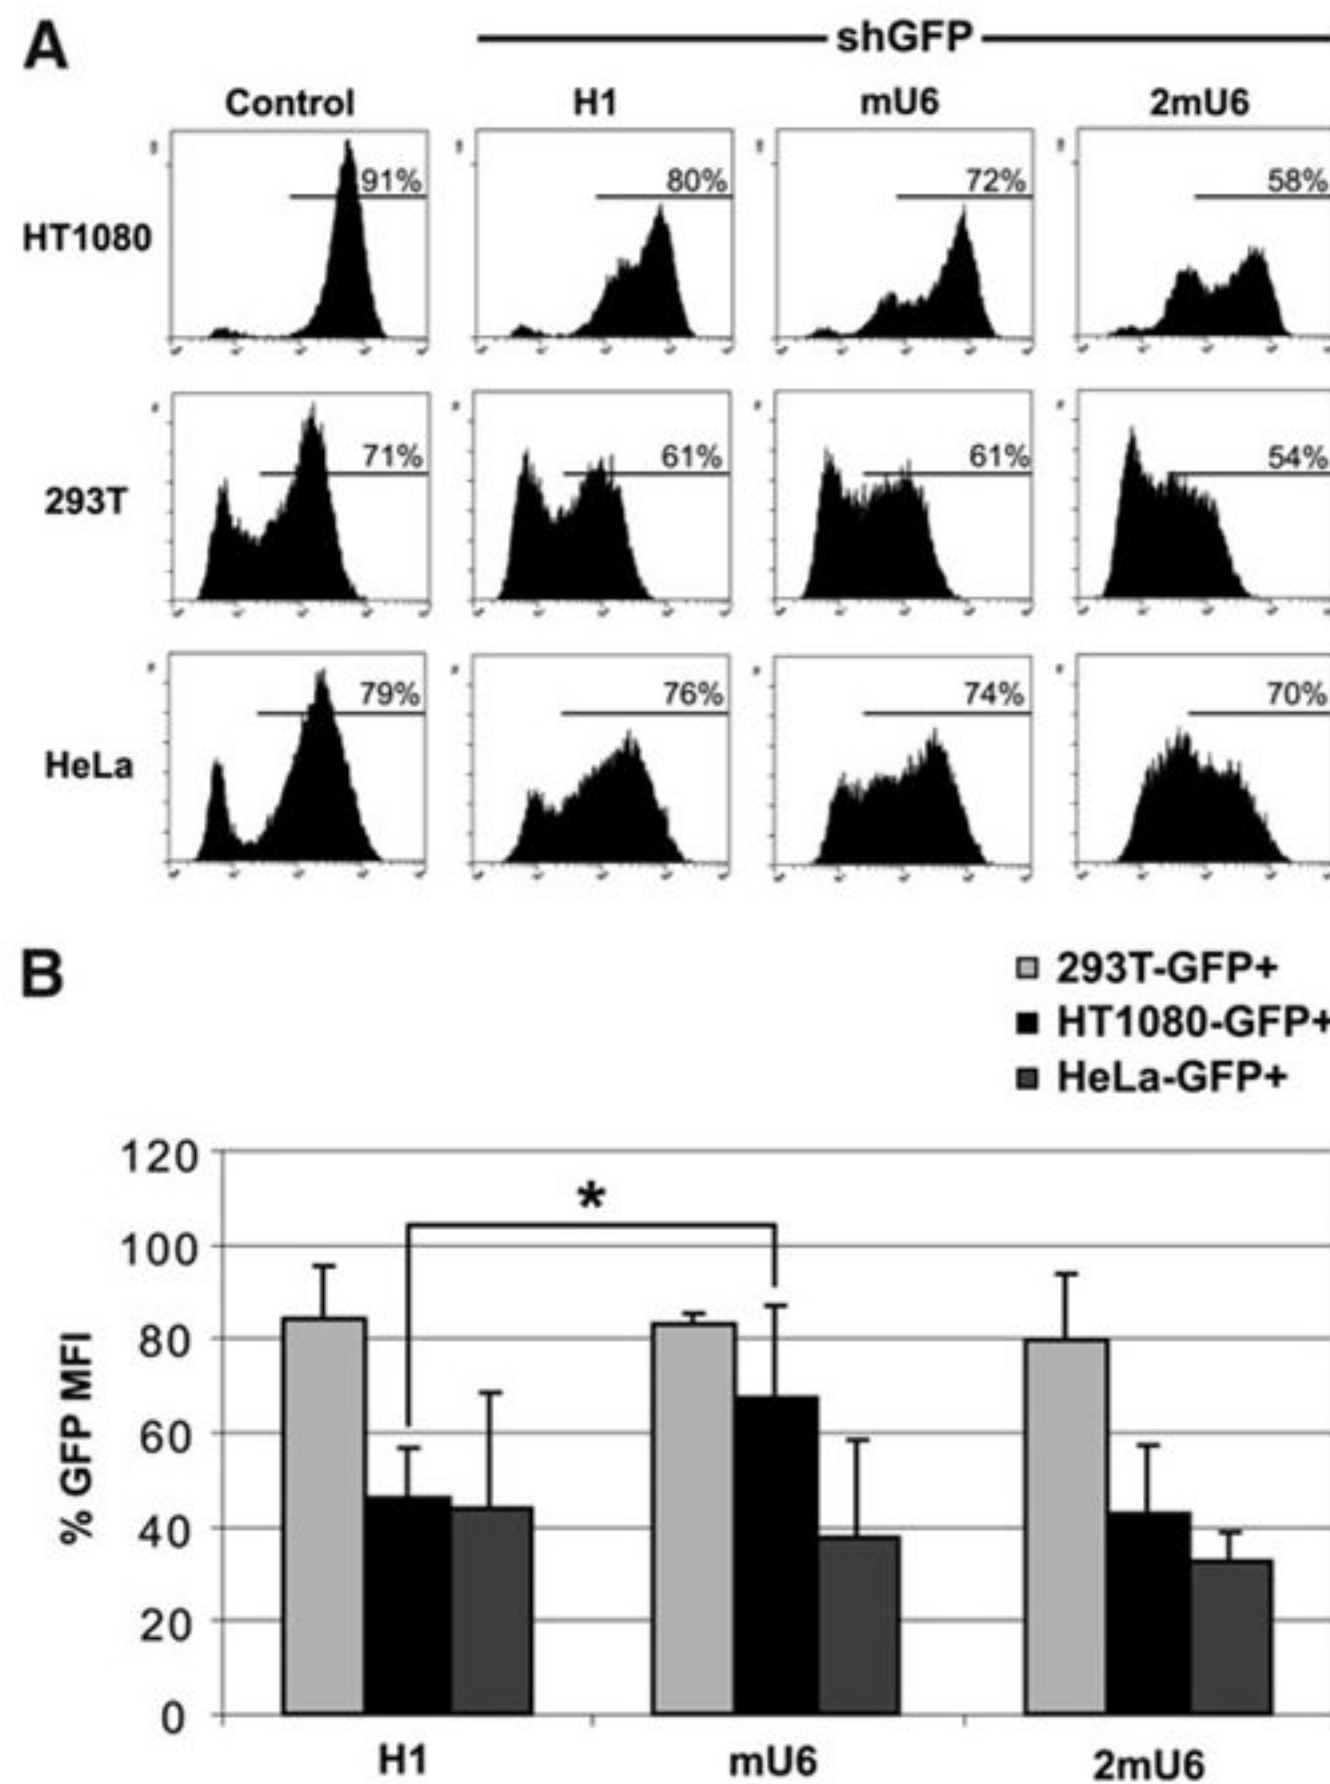 A
shGFP
Control H1 mU6 2mU6
HT1080
91% 80% 72% 58%
293T
71% 61% 61% 54%
HeLa
79% 76% 74% 70%
B
293T-GFP+
HT1080-GFP+
HeLa-GFP+
% GFP MFI
120
100
80
60
40
20
0
*
H1 mU6 2mU6